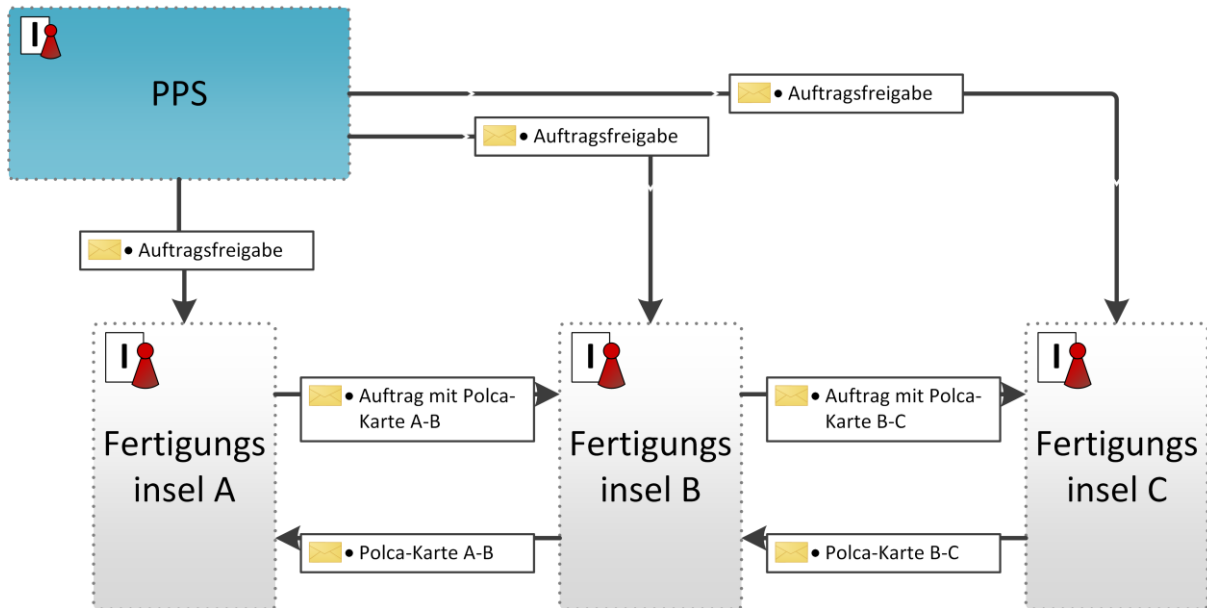 I
PPS
• Auftragsfreigabe
• Auftragsfreigabe
• Auftragsfreigabe
I
Fertigungs
insel A
• Auftrag mit Polca-
Karte A-B
I
Fertigungs
insel B
• Auftrag mit Polca-
Karte B-C
I
Fertigungs
insel C
• Polca-Karte A-B
• Polca-Karte B-C